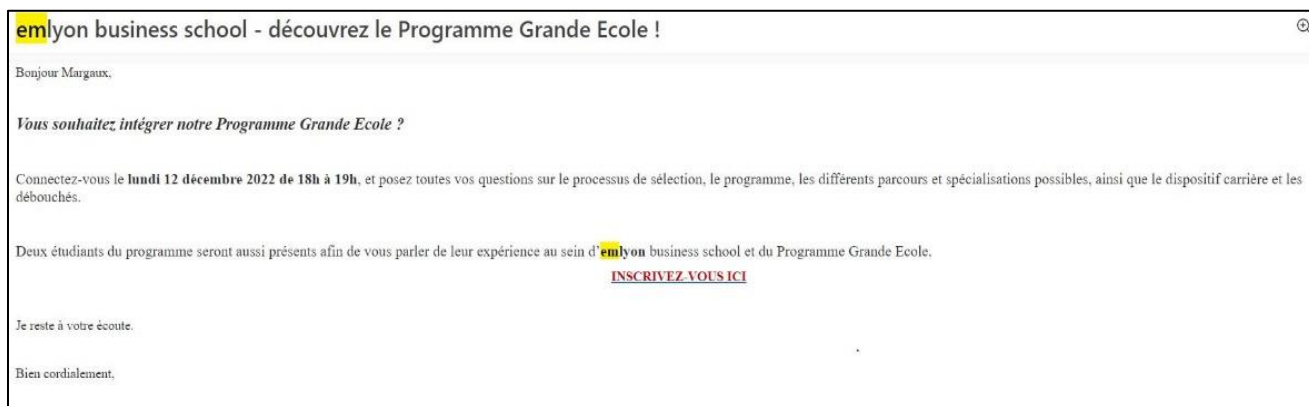 emlyon business school - découvrez le Programme Grande Ecole !
Bonjour Margaux,
Vous souhaitez intégrer notre Programme Grande Ecole ?
Connectez-vous le lundi 12 décembre 2022 de 18h à 19h, et posez toutes vos questions sur le processus de sélection, le programme, les différents parcours et spécialisations possibles, ainsi que le dispositif carrière et les
débouchés.
Deux étudiants du programme seront aussi présents afin de vous parler de leur expérience au sein d'emlyon business school et du Programme Grande Ecole.
INSCRIVEZ-VOUS ICI
Je reste à votre écoute.
Bien cordialement,